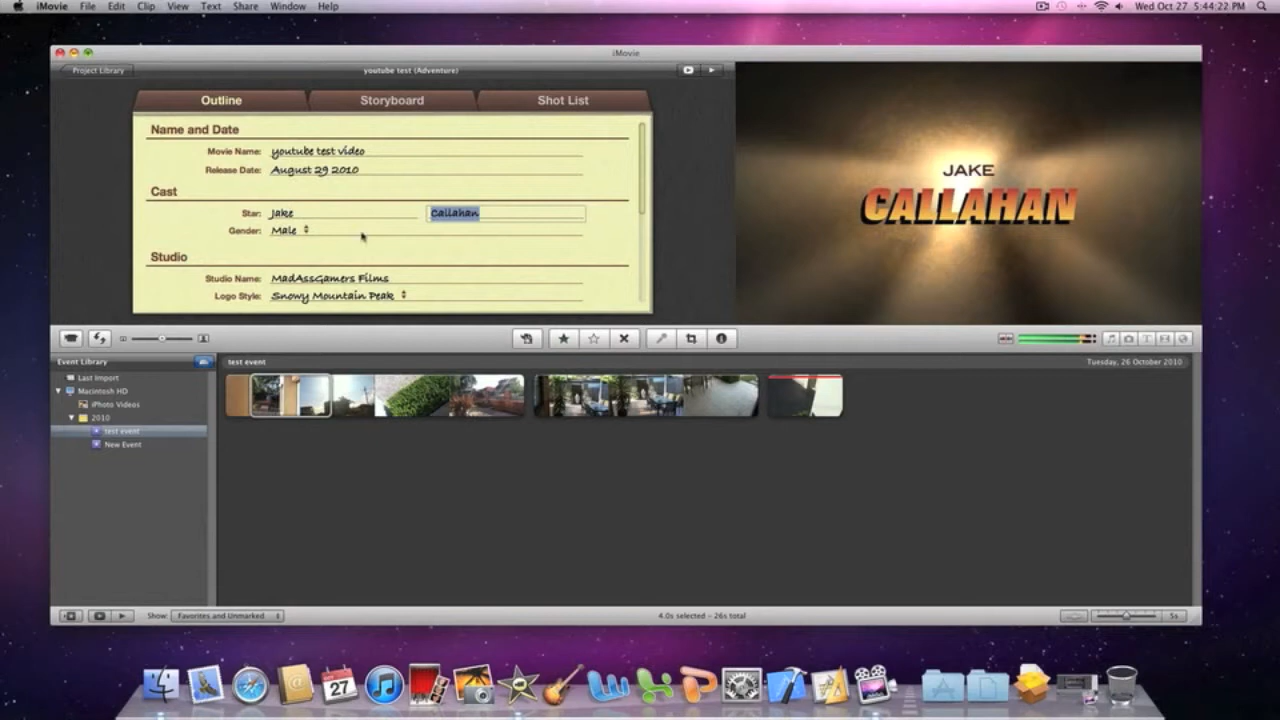 iMovie File Edit Clip View Text Share Window Help Wed Oct 27 5:44:22 PM
iMovie
Project Library youtube test (Adventure)
Outline Storyboard Shot List
Name and Date
Movie Name: youtube test video
Release Date: August 29 2010
Cast
Star: Jake Callahan
Gender: Male
Studio
Studio Name: MadAssGamers Films
Logo Style: Snowy Mountain Peak
JAKE
CALLAHAN
Event Library test event Tuesday, 26 October 2010
Last Import
Macintosh HD
iPhoto Videos
2010
test event
New Event
Show: Favorites and Unmarked 4.0s selected - 26s total 5s
OCT
27